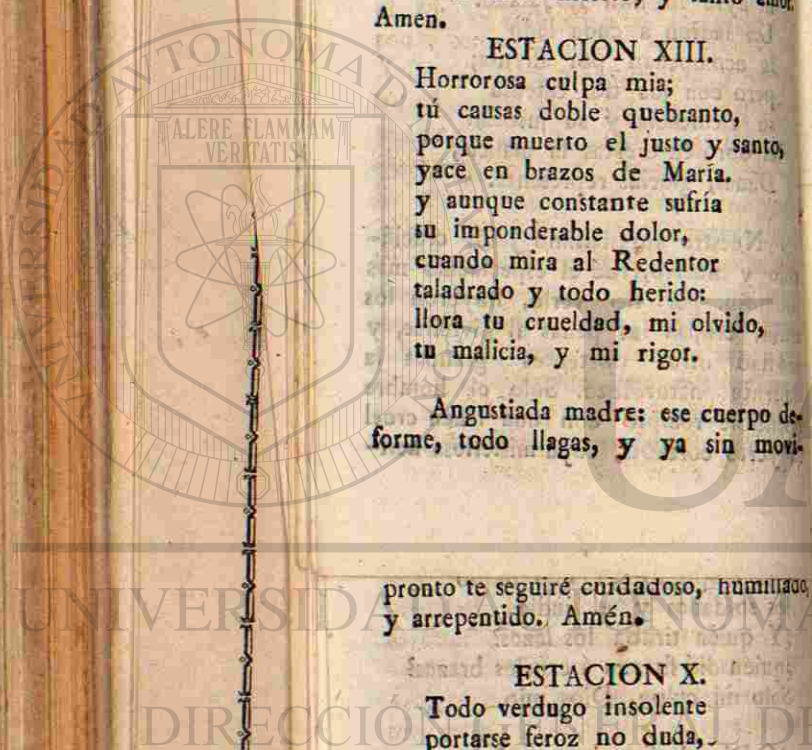 y
Amen.
ESTACION XIII.
Horrorosa culpa mia;
tú causas doble quebranto,
porque muerto el justo y santo,
yace en brazos de María.
y aunque constante sufría
su imponderable dolor,
cuando mira al Redentor
taladrado y todo herido:
llora tu crueldad, mi olvido,
tu malicia, y mi rigor.
Angustiada madre: ese cuerpo de-
forme, todo llagas, y ya sin movi-
pronto te seguiré cuidadoso, humillado,
y arrepentido. Amén.
ESTACION X.
Todo verdugo insolente
portarse feroz no duda,
ALERE FLAMMAM
VERITATIS